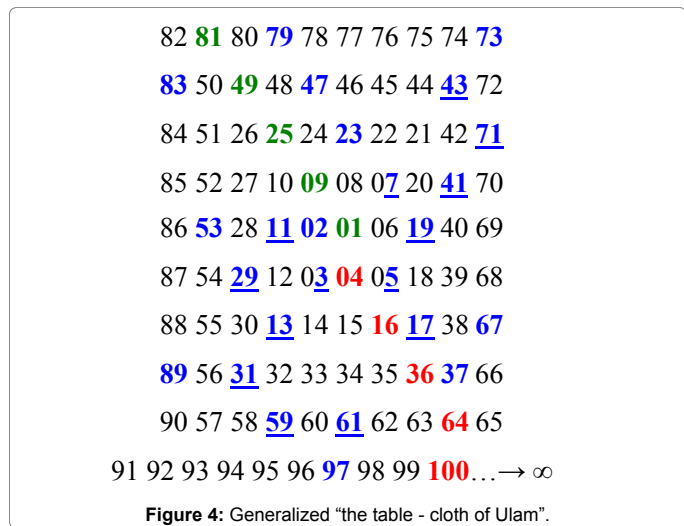 82 81 80 79 78 77 76 75 74 73
83 50 49 48 47 46 45 44 43 72
84 51 26 25 24 23 22 21 42 71
85 52 27 10 09 08 07 20 41 70
86 53 28 11 02 01 06 19 40 69
87 54 29 12 03 04 05 18 39 68
88 55 30 13 14 15 16 17 38 67
89 56 31 32 33 34 35 36 37 66
90 57 58 59 60 61 62 63 64 65
91 92 93 94 95 96 97 98 99 100...→ ∞
Figure 4: Generalized “the table - cloth of Ulam”.